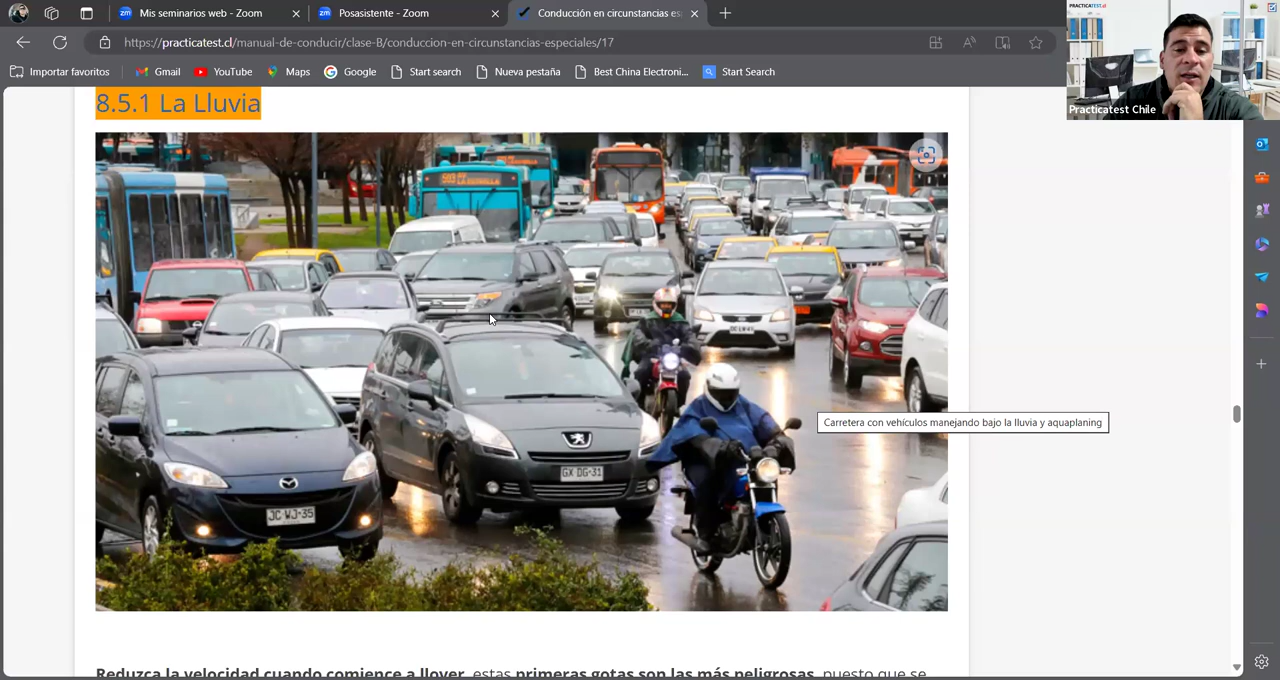 Mis seminarios web - Zoom
Posasistente - Zoom
Conducción en circunstancias es
https://practicatest.cl/manual-de-conducir/clase-B/conduccion-en-circunstancias-especiales/17
Importar favoritos
Gmail
YouTube
Maps
Google
Start search
Nueva pestaña
Best China Electroni...
Start Search
PRACTICATEST.cl
Practicatest Chile
8.5.1 La Lluvia
503
GX DG-31
JC WJ-35
Carretera con vehículos manejando bajo la lluvia y aquaplaning
Reduzca la velocidad cuando comience a llover, estas primeras gotas son las más peligrosas, puesto que se